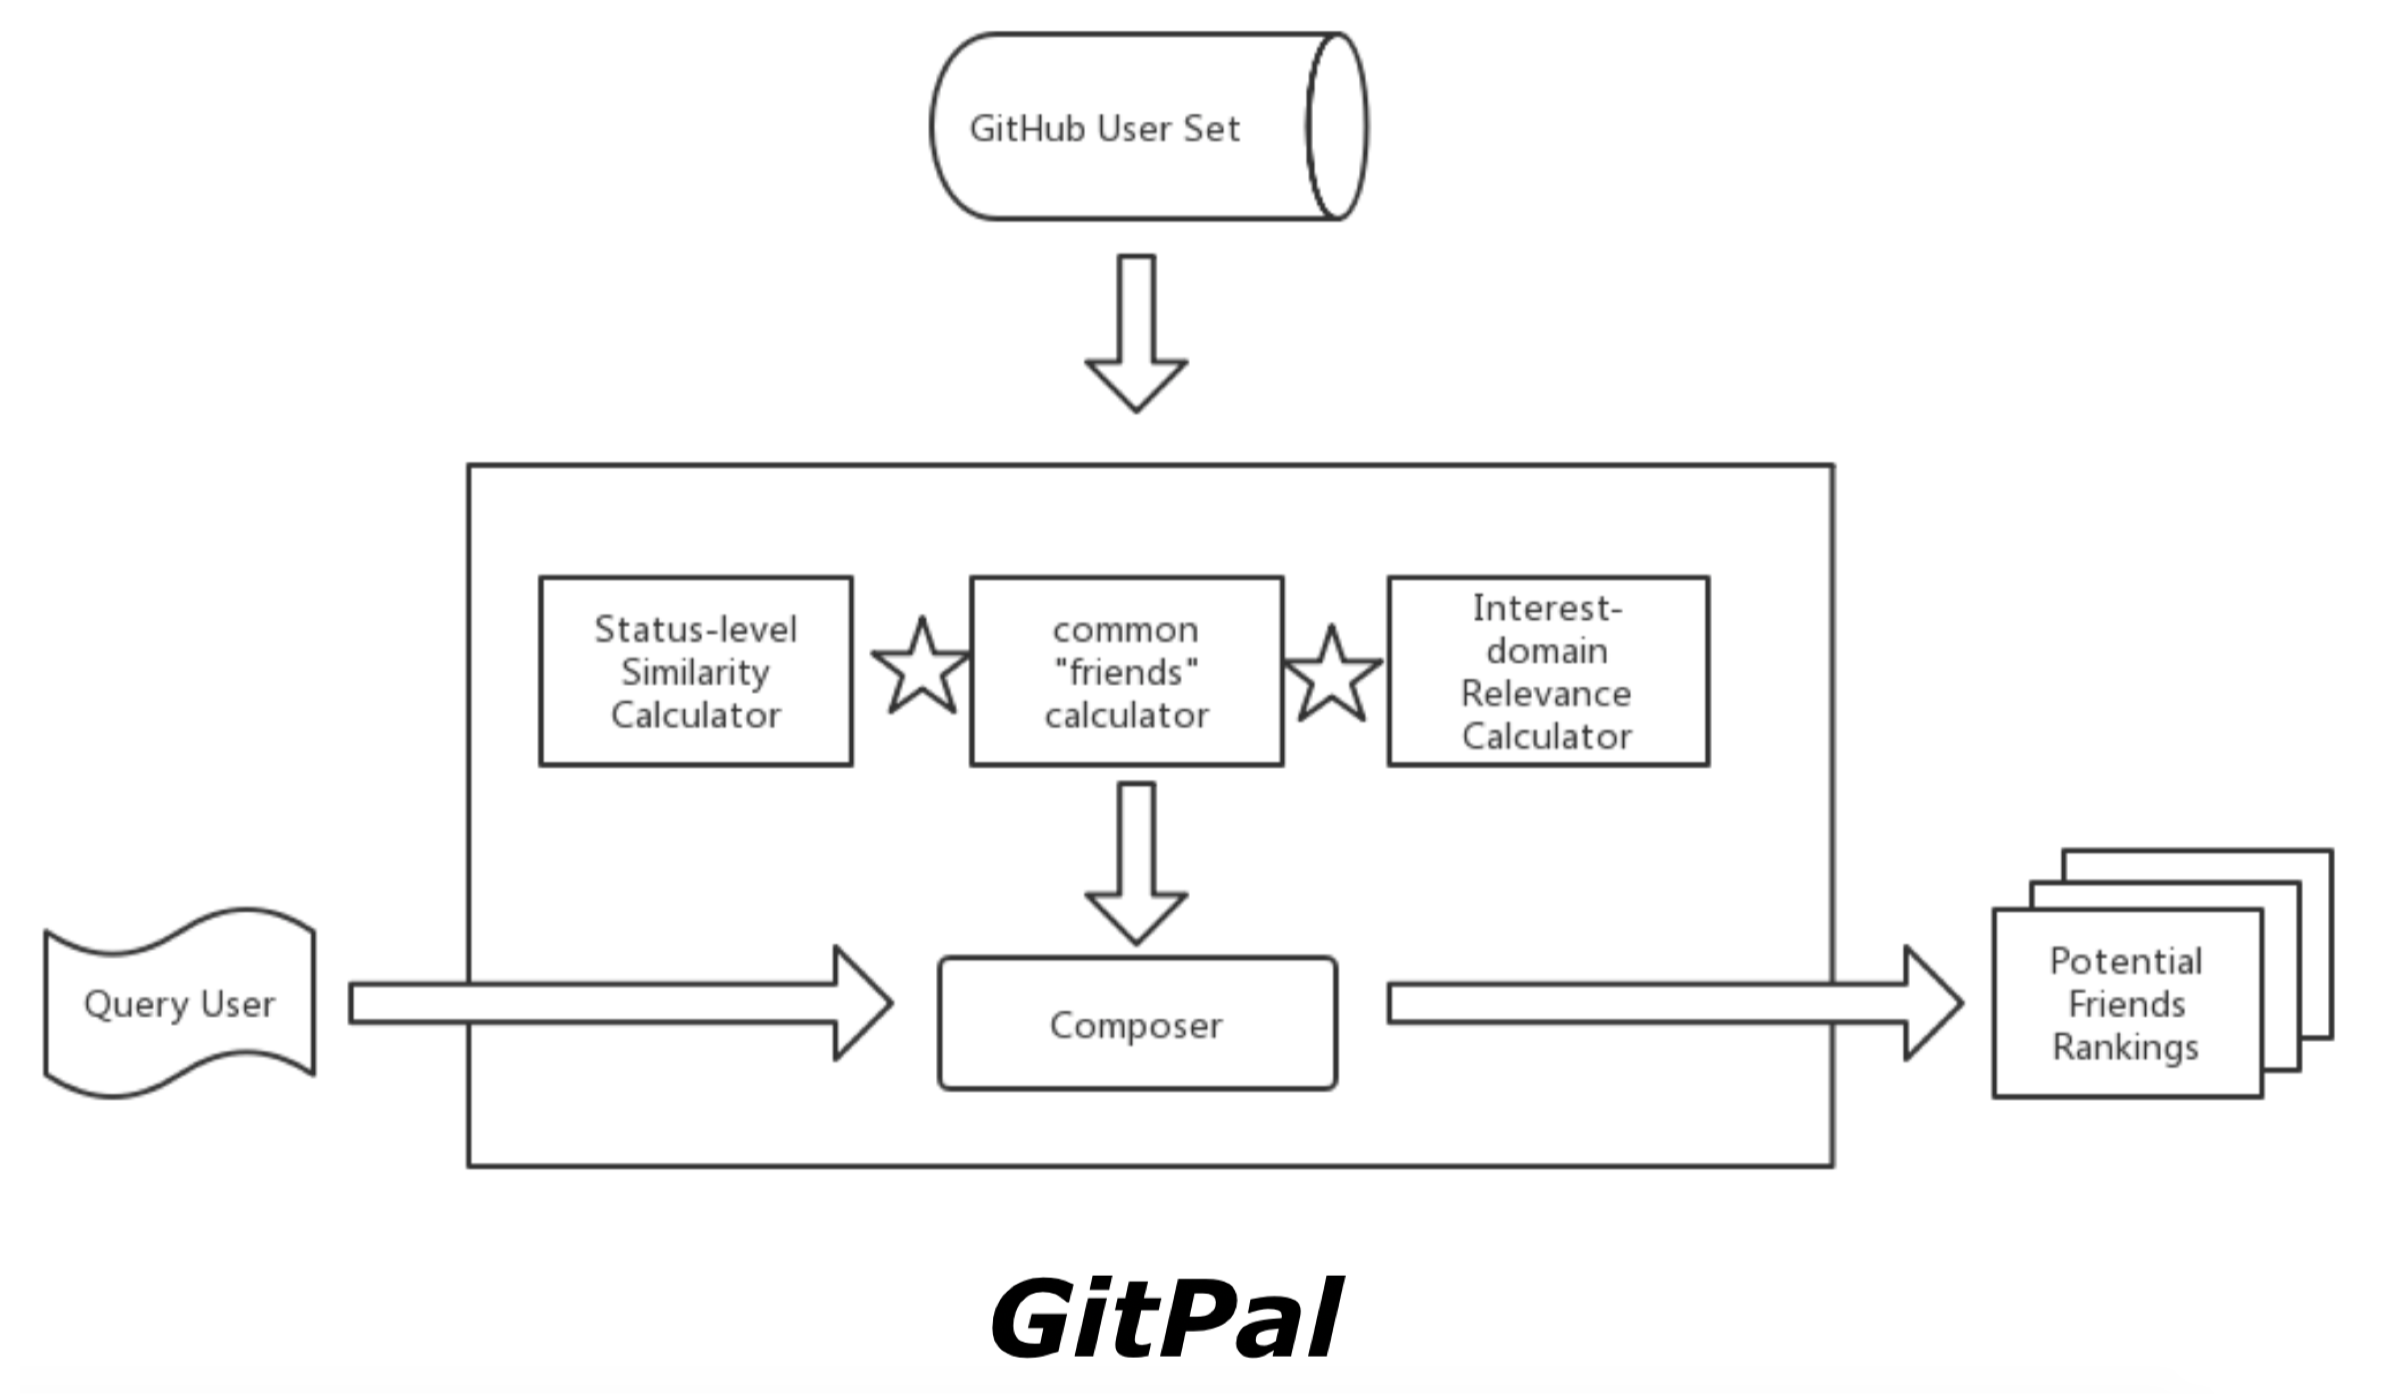 GitHub User Set
Status-level
Similarity
Calculator
common
"friends"
calculator
Interest-
domain
Relevance
Calculator
Query User
Composer
Potential
Friends
Rankings
GitPal